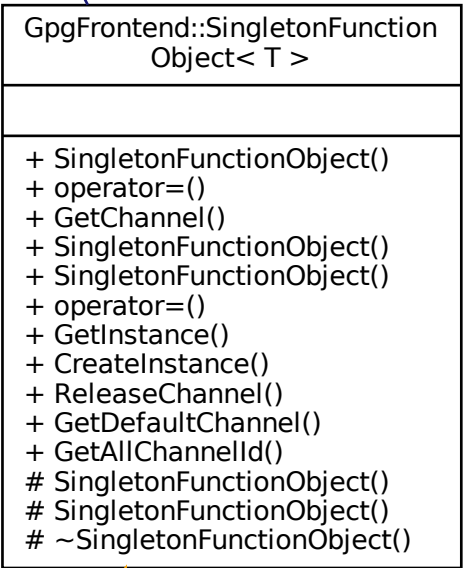 GpgFrontend::SingletonFunction
Object< T >
+ SingletonFunctionObject()
+ operator=()
+ GetChannel()
+ SingletonFunctionObject()
+ SingletonFunctionObject()
+ operator=()
+ GetInstance()
+ CreateInstance()
+ ReleaseChannel()
+ GetDefaultChannel()
+ GetAllChannelId()
# SingletonFunctionObject()
# SingletonFunctionObject()
# ~SingletonFunctionObject()